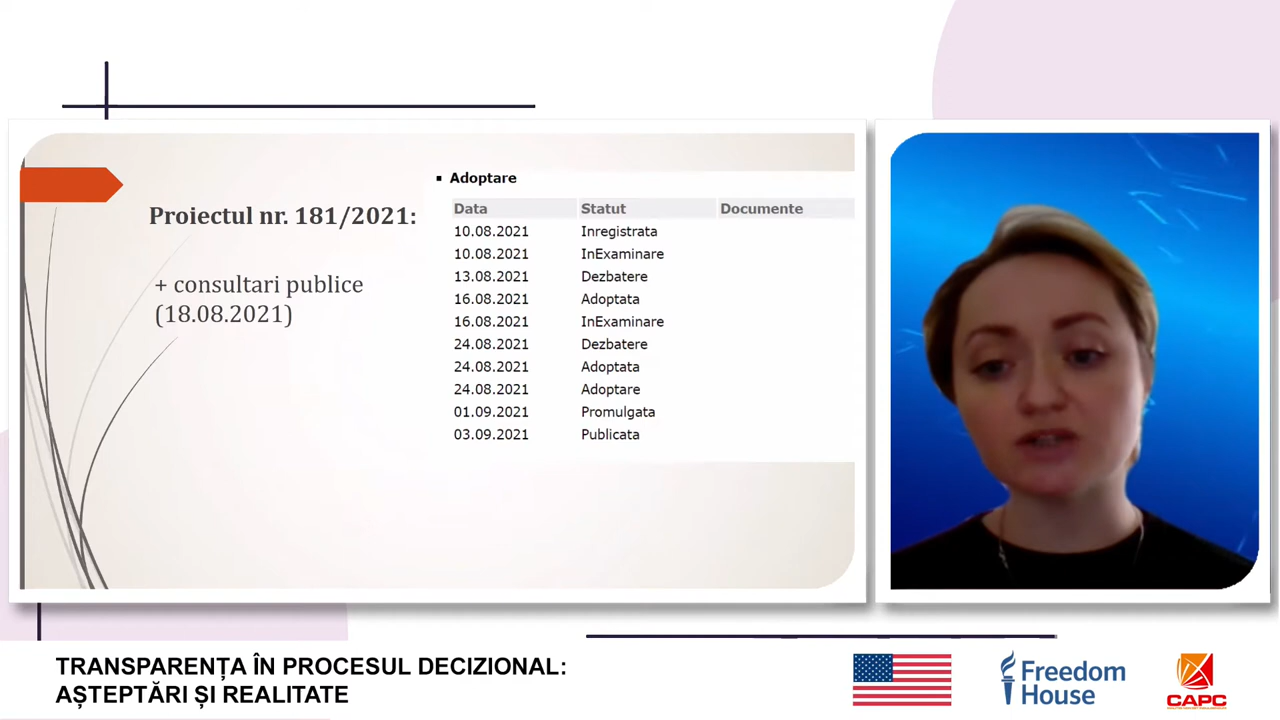 Proiectul nr. 181/2021:
+ consultari publice
(18.08.2021)
▪ Adoptare
Data Statut Documente
10.08.2021 Inregistrata
10.08.2021 InExaminare
13.08.2021 Dezbatere
16.08.2021 Adoptata
16.08.2021 InExaminare
24.08.2021 Dezbatere
24.08.2021 Adoptata
24.08.2021 Adoptare
01.09.2021 Promulgata
03.09.2021 Publicata
TRANSPARENȚA ÎN PROCESUL DECIZIONAL:
AȘTEPTĂRI ȘI REALITATE
Freedom
House
CAPC